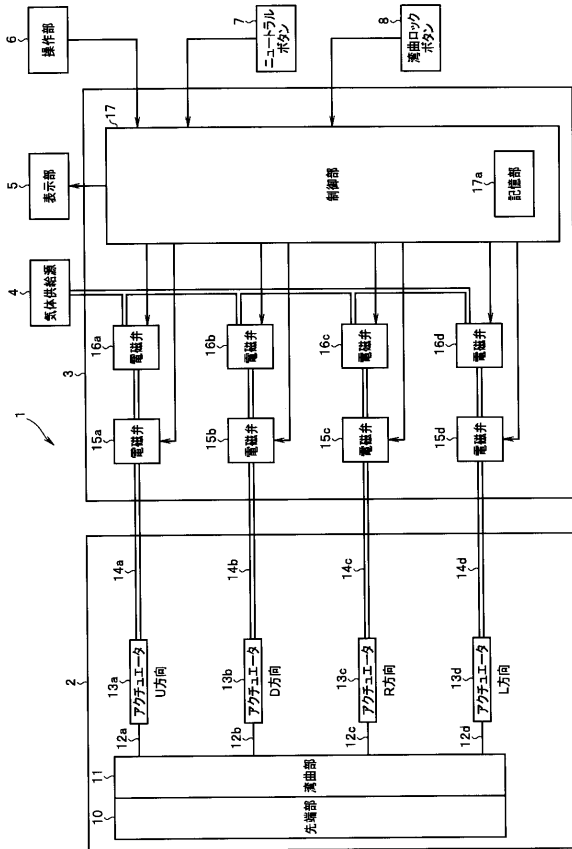 1
2
10
先端部
11
湾曲部
12a
13a
アクチュエータ
U方向
14a
12b
13b
アクチュエータ
D方向
14b
12c
13c
アクチュエータ
R方向
14c
12d
13d
アクチュエータ
L方向
14d
3
15a
電磁弁
16a
電磁弁
15b
電磁弁
16b
電磁弁
15c
電磁弁
16c
電磁弁
15d
電磁弁
16d
電磁弁
4
気体供給源
5
表示部
17
制御部
17a
記憶部
6
操作部
7
ニュートラル
ボタン
8
湾曲ロック
ボタン